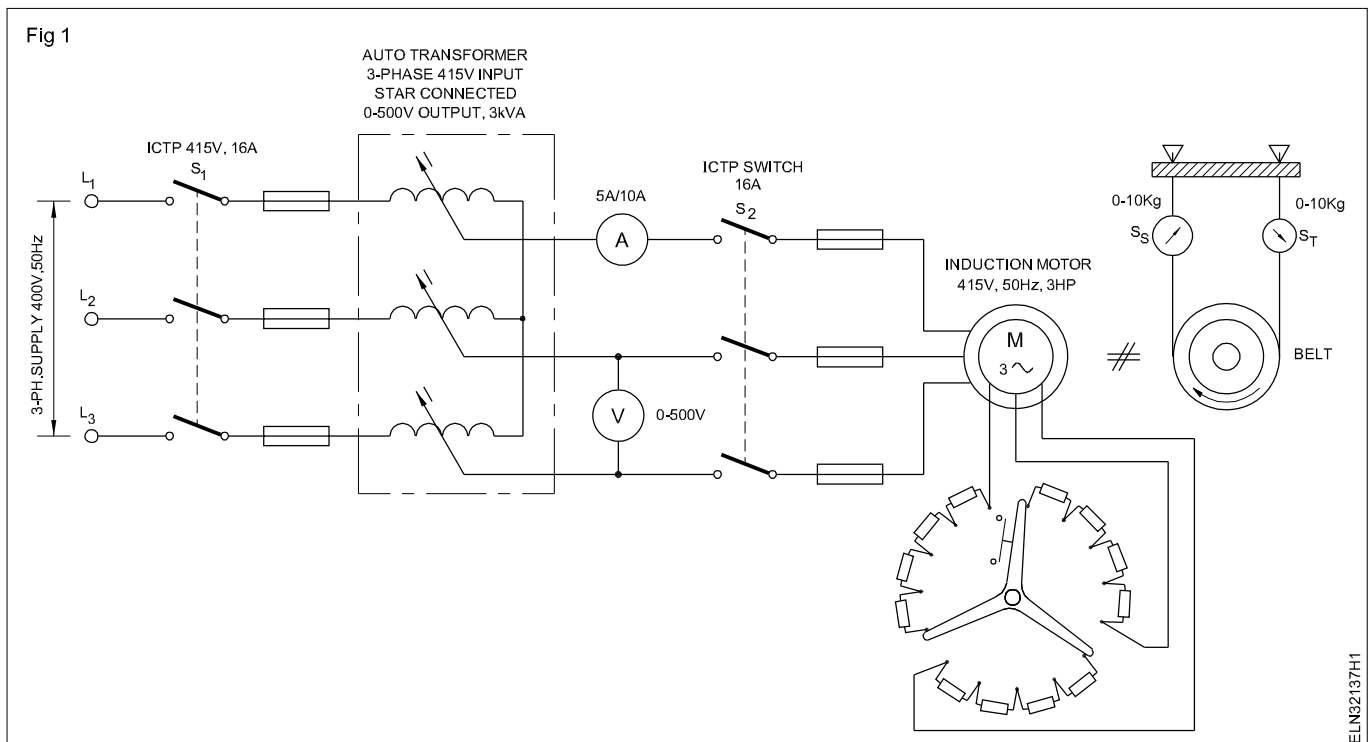 Fig 1
AUTO TRANSFORMER
3-PHASE 415V INPUT
STAR CONNECTED
0-500V OUTPUT, 3kVA
ICTP 415V, 16A
S1
L1
L2
L3
3-PH.SUPPLY 400V,50Hz
5A/10A
A
V
0-500V
ICTP SWITCH
16A
S2
INDUCTION MOTOR
415V, 50Hz, 3HP
M
3
0-10Kg
0-10Kg
SS
ST
BELT
ELN32137H1